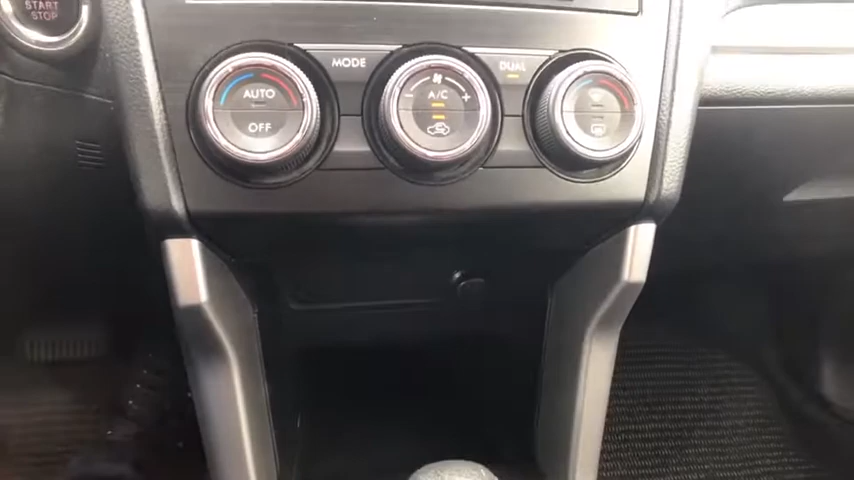 START
STOP
MODE
DUAL
AUTO
OFF
A/C
- +